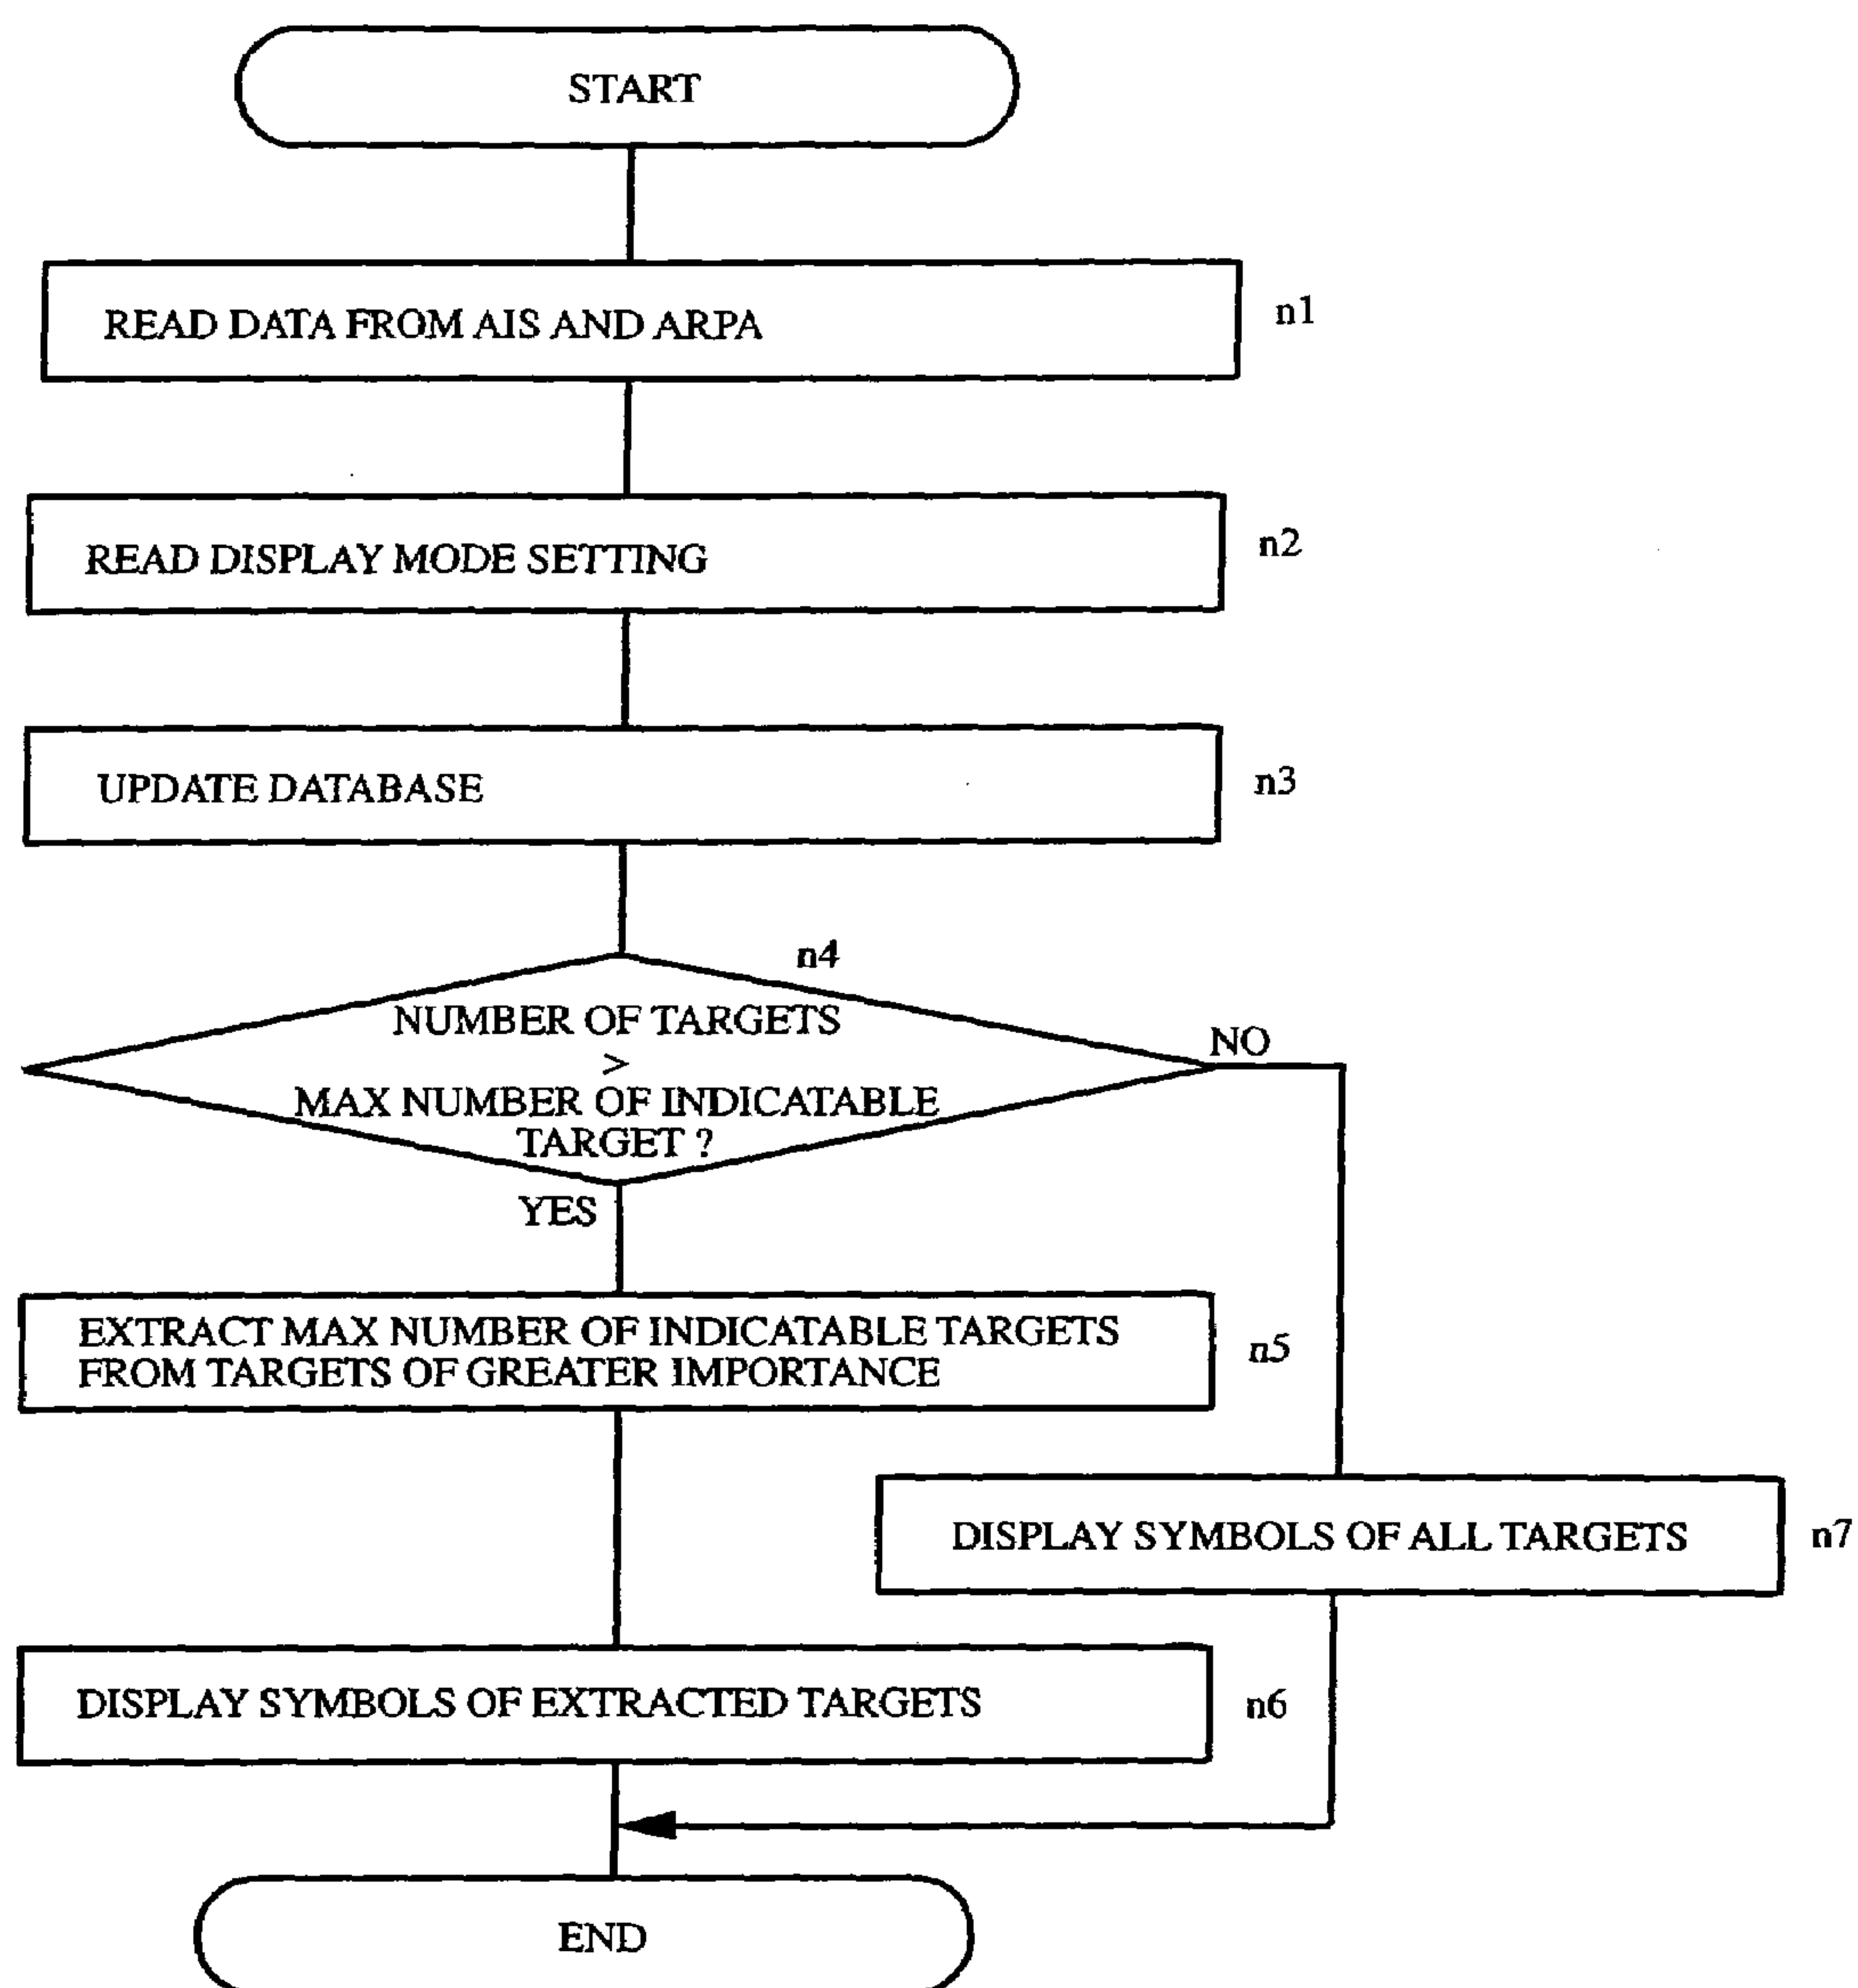 START
READ DATA FROM AIS AND ARPA
n1
READ DISPLAY MODE SETTING
n2
UPDATE DATABASE
n3
n4
NUMBER OF TARGETS
>
MAX NUMBER OF INDICATABLE
TARGET ?
NO
YES
EXTRACT MAX NUMBER OF INDICATABLE TARGETS
FROM TARGETS OF GREATER IMPORTANCE
n5
DISPLAY SYMBOLS OF ALL TARGETS
n7
DISPLAY SYMBOLS OF EXTRACTED TARGETS
n6
END